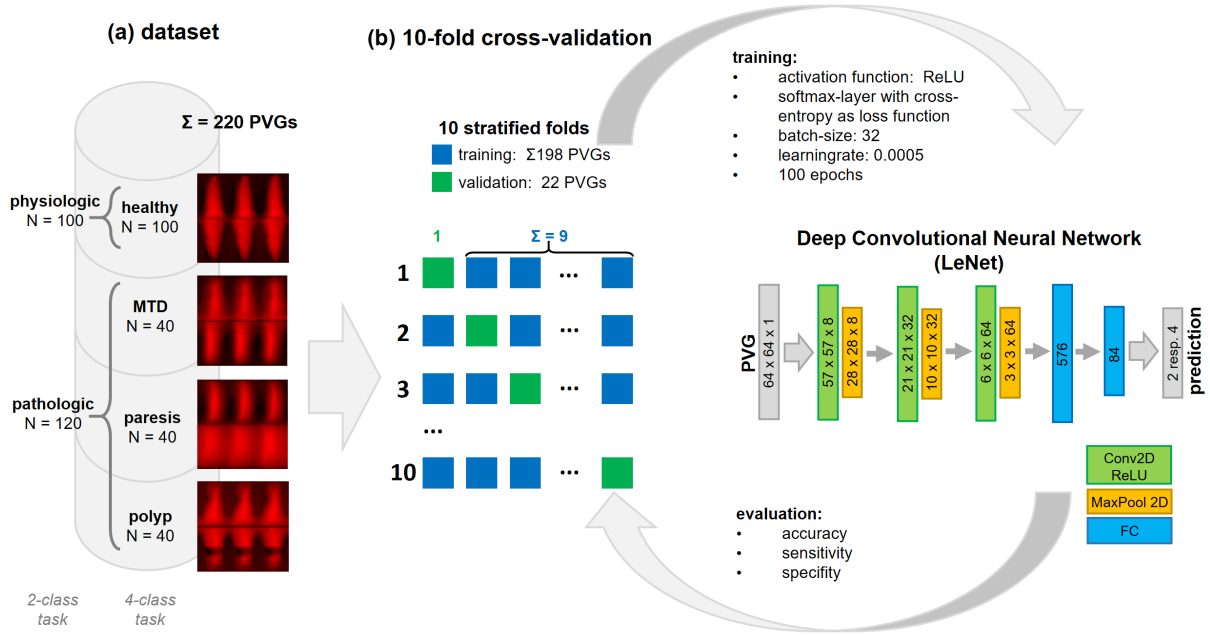 (a) dataset
Σ = 220 PVGs
physiologic
N = 100
healthy
N = 100
MTD
N = 40
pathologic
N = 120
paresis
N = 40
polyp
N = 40
2-class
task
4-class
task
(b) 10-fold cross-validation
10 stratified folds
training: Σ198 PVGs
validation: 22 PVGs
1
Σ = 9
1
...
2
...
3
...
...
10
...
training:
• activation function: ReLU
• softmax-layer with cross-
entropy as loss function
• batch-size: 32
• learningrate: 0.0005
• 100 epochs
Deep Convolutional Neural Network
(LeNet)
PVG
64 x 64 x 1
57 x 57 x 8
28 x 28 x 8
21 x 21 x 32
10 x 10 x 32
6 x 6 x 64
3 x 3 x 64
576
84
2 resp. 4
prediction
Conv2D
ReLU
MaxPool 2D
FC
evaluation:
• accuracy
• sensitivity
• specifity